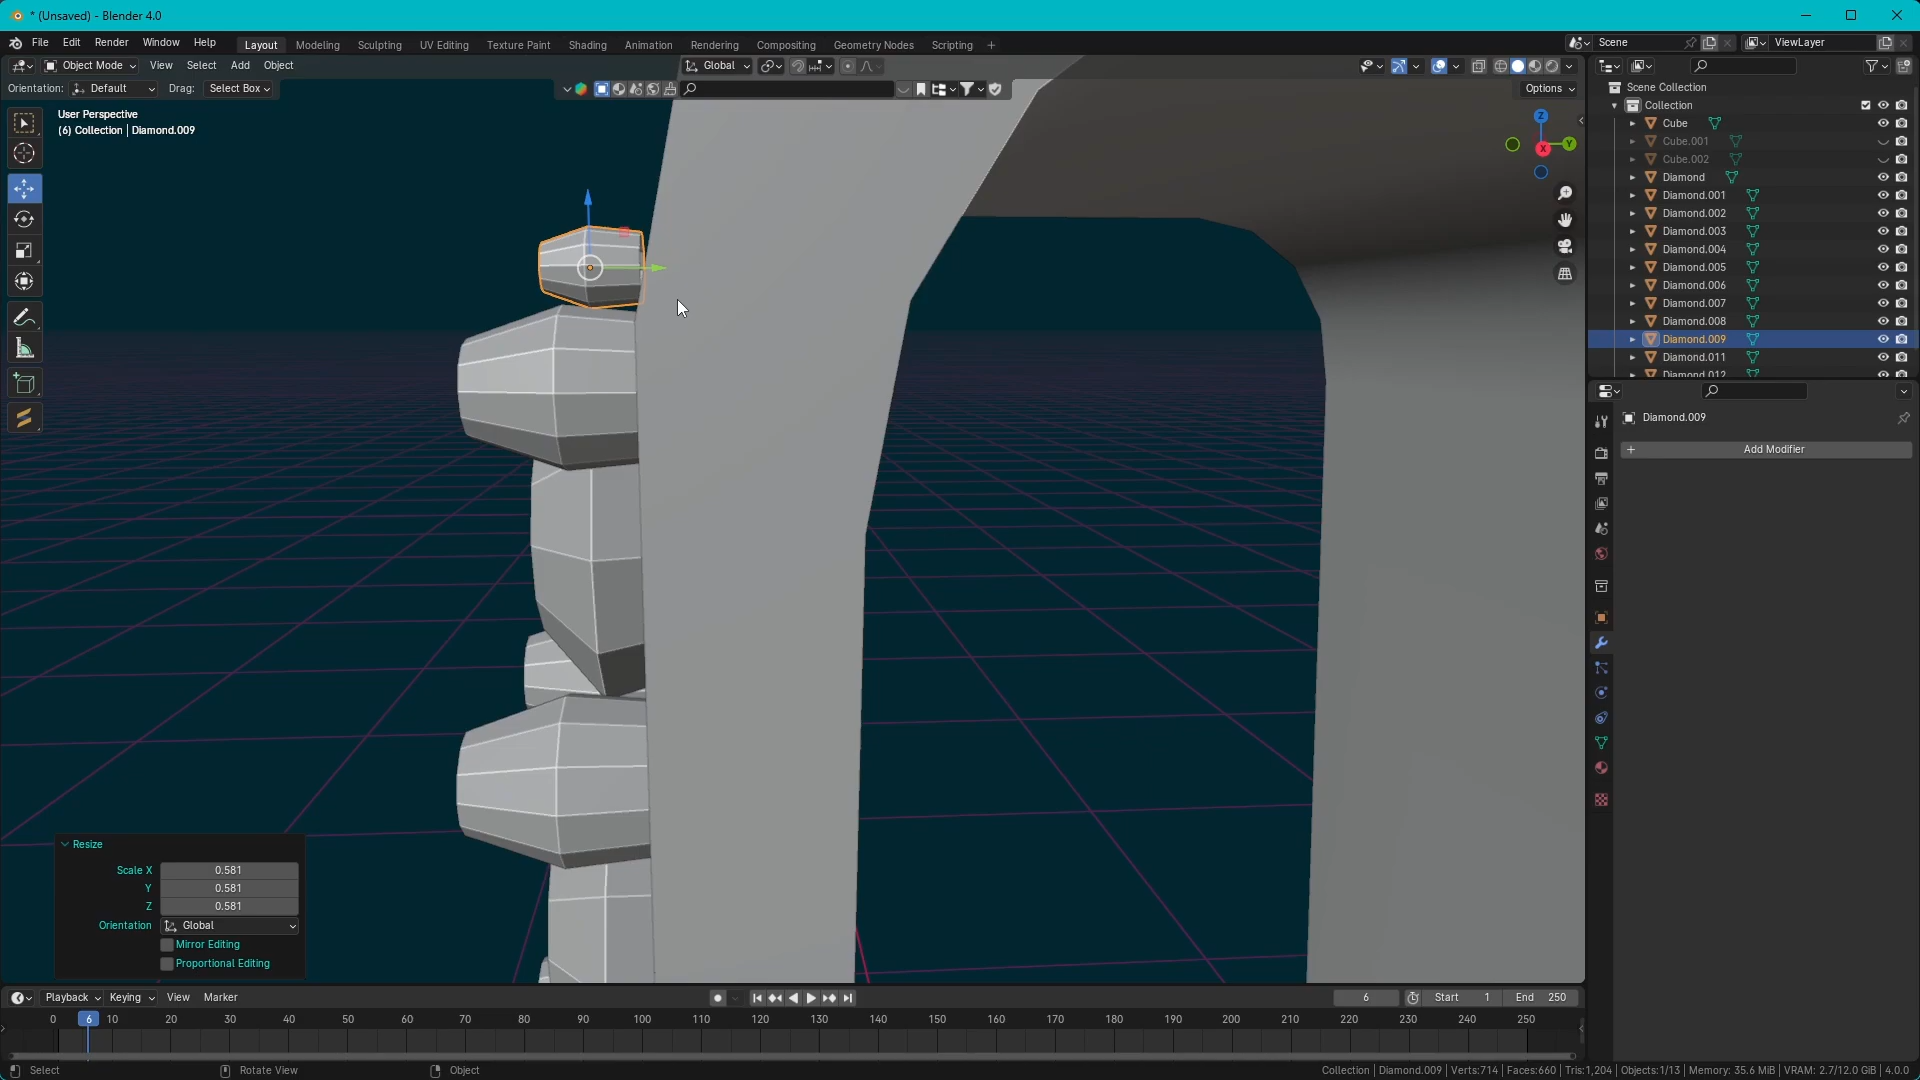 * (Unsaved) - Blender 4.0
File Edit Render Window Help
Layout Modeling Sculpting UV Editing Texture Paint Shading Animation Rendering Compositing Geometry Nodes Scripting +
Scene
ViewLayer
Object Mode View Select Add Object
Global
Orientation: Default Drag: Select Box
Options
User Perspective
(6) Collection | Diamond.009
Z
Y
X
Scene Collection
Collection
Cube
Cube.001
Cube.002
Diamond
Diamond.001
Diamond.002
Diamond.003
Diamond.004
Diamond.005
Diamond.006
Diamond.007
Diamond.008
Diamond.009
Diamond.011
Diamond.012
Diamond.009
+ Add Modifier
Resize
Scale X 0.581
Y 0.581
Z 0.581
Orientation Global
Mirror Editing
Proportional Editing
Playback Keying View Marker
6
Start 1
End 250
0 6 10 20 30 40 50 60 70 80 90 100 110 120 130 140 150 160 170 180 190 200 210 220 230 240 250
Select
Rotate View
Object
Collection | Diamond.009 | Verts:714 | Faces:660 | Tris:1,204 | Objects:1/13 | Memory: 35.6 MiB | VRAM: 2.7/12.0 GiB | 4.0.0